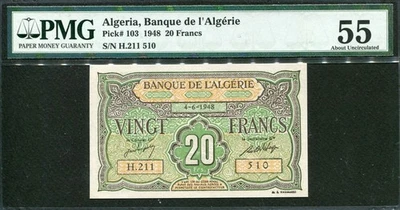 PMG
PAPER MONEY GUARANTY
Algeria, Banque de l'Algérie
Pick# 103 1948 20 Francs
S/N H.211 510
55
About Uncirculated
BANQUE DE L'ALGÉRIE
4-6-1948
VINGT FRANCS
20
H.211
510